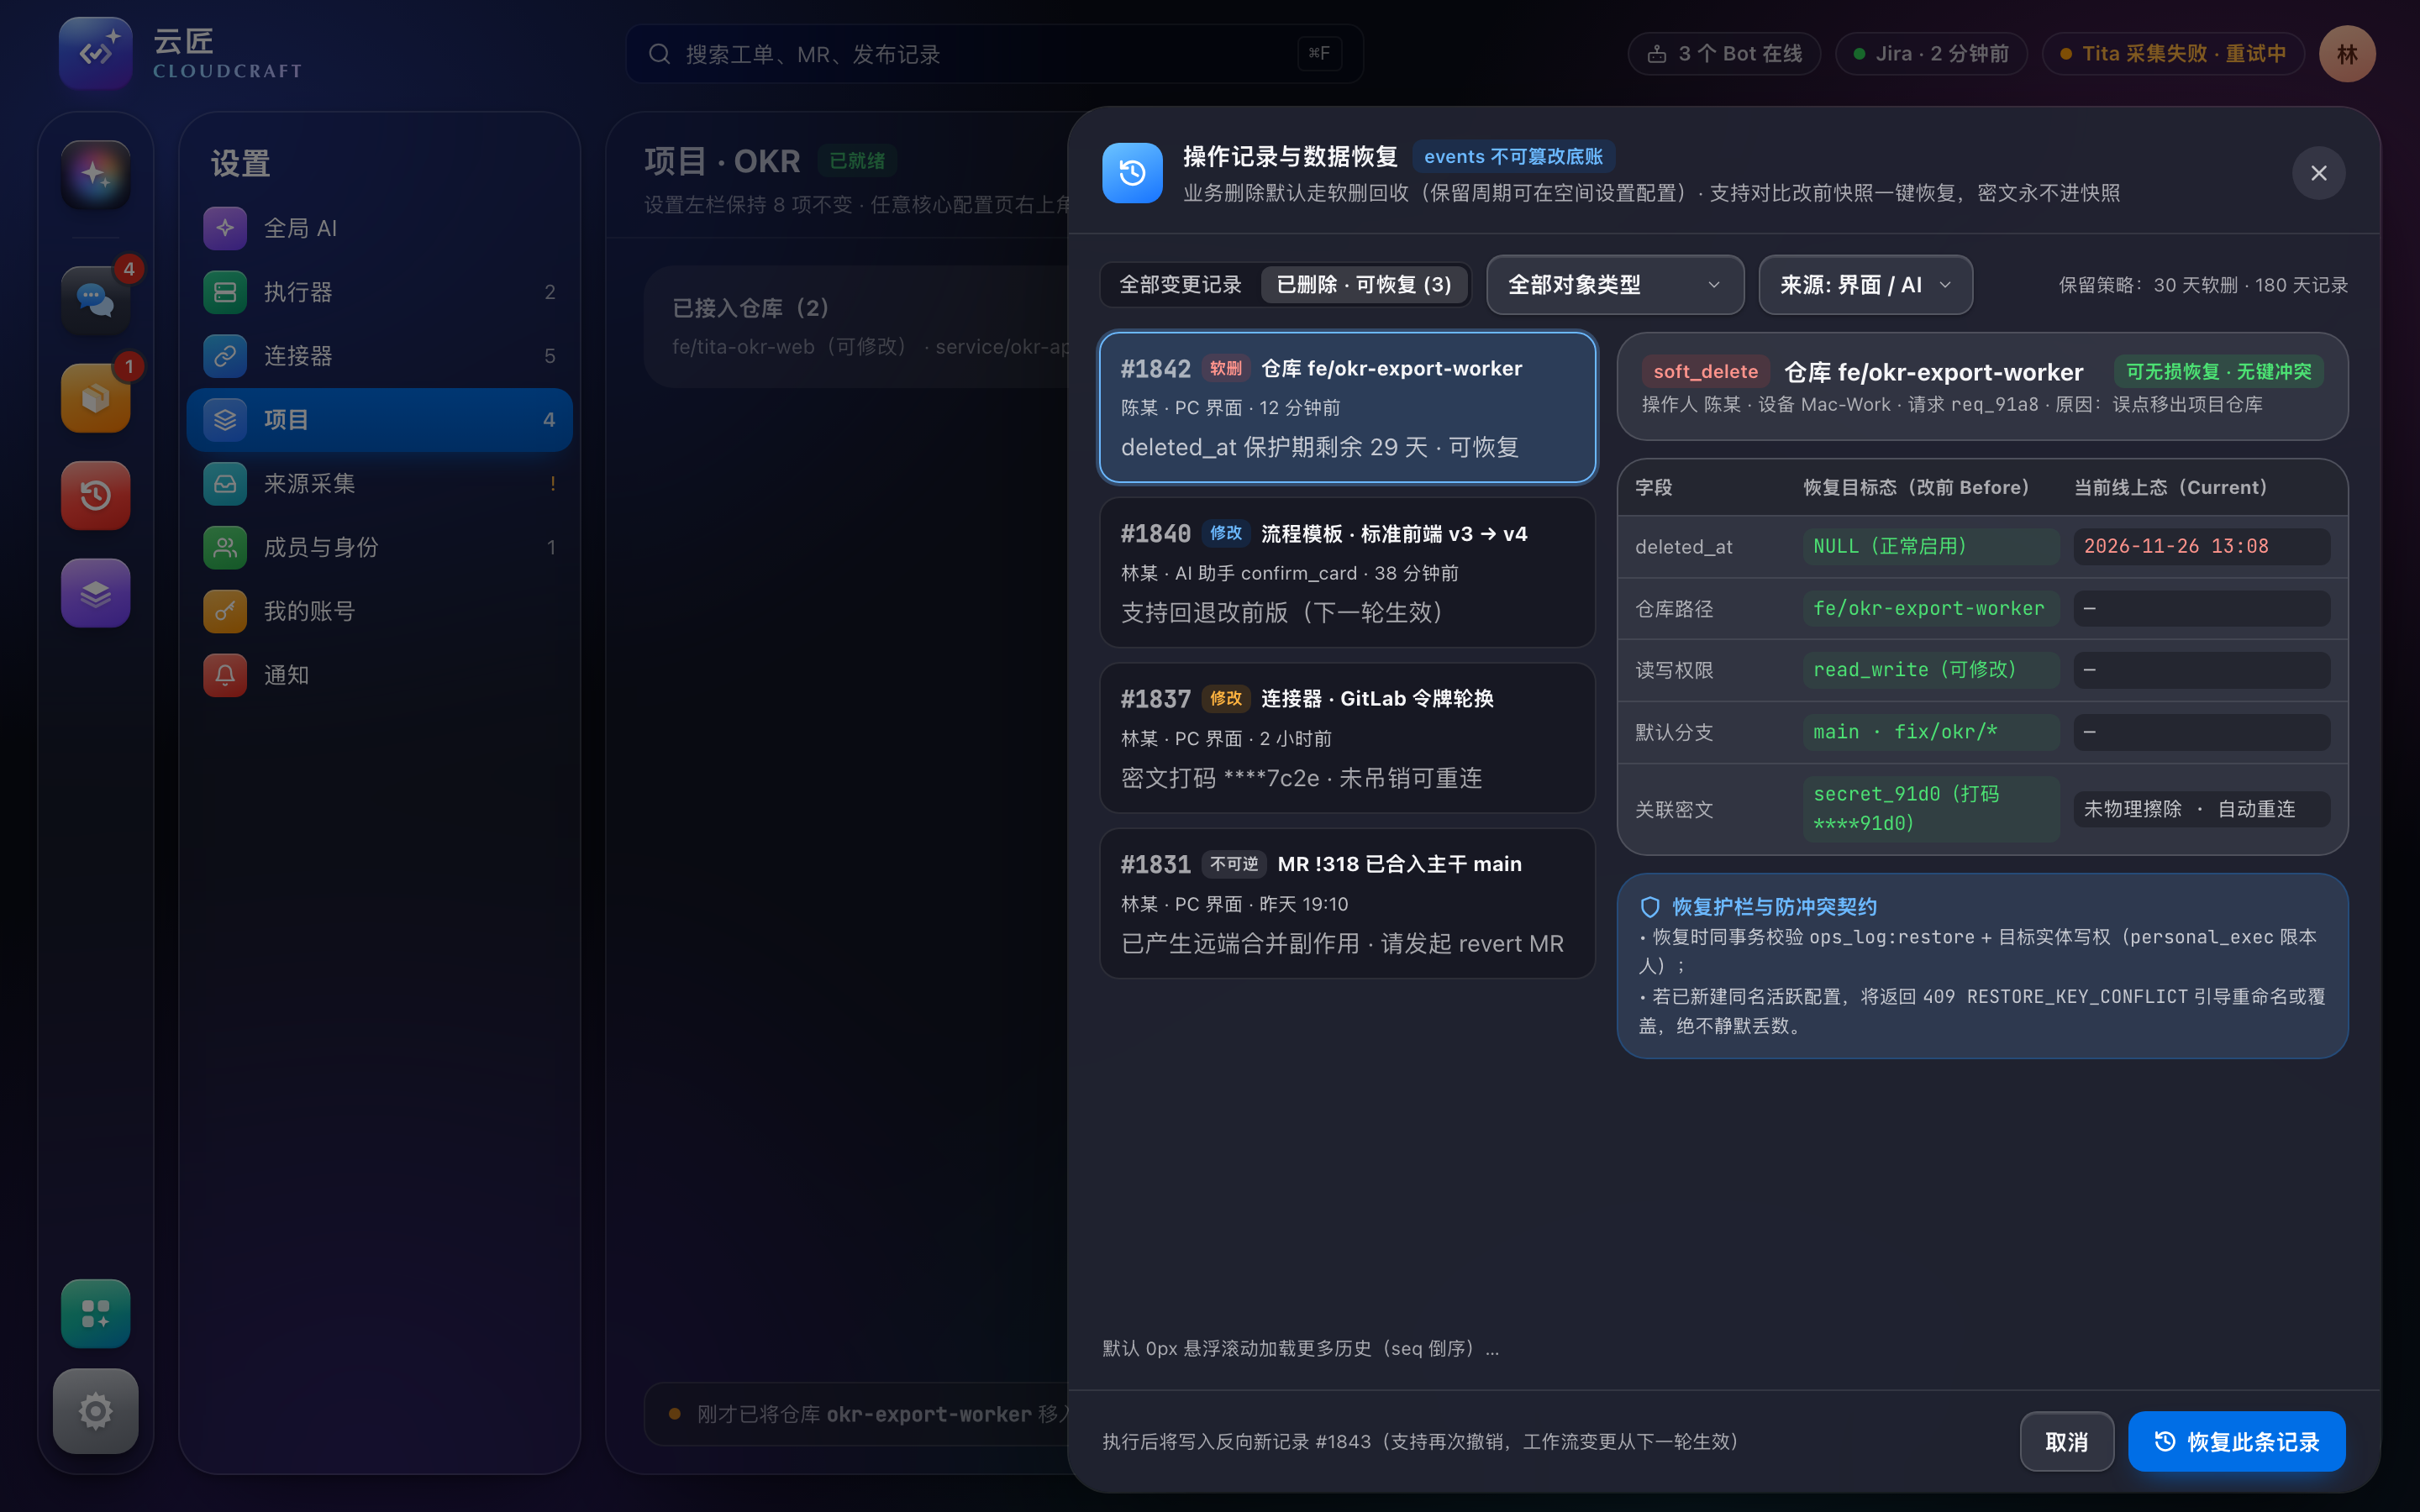 云匠
CLOUDCRAFT
搜索工单、MR、发布记录
⌘F
3 个 Bot 在线
Jira · 2 分钟前
Tita 采集失败 · 重试中
林
4
1
设置
全局 AI
执行器 2
连接器 5
项目 4
来源采集 !
成员与身份 1
我的账号
通知
项目 · OKR 已就绪
设置左栏保持 8 项不变 · 任意核心配置页右上角
已接入仓库（2）
fe/tita-okr-web（可修改） · service/okr-ap
刚才已将仓库 okr-export-worker 移入
操作记录与数据恢复 events 不可篡改底账
业务删除默认走软删回收（保留周期可在空间设置配置）· 支持对比改前快照一键恢复，密文永不进快照
全部变更记录
已删除 · 可恢复 (3)
全部对象类型
来源: 界面 / AI
保留策略：30 天软删 · 180 天记录
#1842 软删 仓库 fe/okr-export-worker
陈某 · PC 界面 · 12 分钟前
deleted_at 保护期剩余 29 天 · 可恢复
#1840 修改 流程模板 · 标准前端 v3 → v4
林某 · AI 助手 confirm_card · 38 分钟前
支持回退改前版（下一轮生效）
#1837 修改 连接器 · GitLab 令牌轮换
林某 · PC 界面 · 2 小时前
密文打码 ****7c2e · 未吊销可重连
#1831 不可逆 MR !318 已合入主干 main
林某 · PC 界面 · 昨天 19:10
已产生远端合并副作用 · 请发起 revert MR
默认 0px 悬浮滚动加载更多历史（seq 倒序）...
soft_delete 仓库 fe/okr-export-worker 可无损恢复 · 无键冲突
操作人 陈某 · 设备 Mac-Work · 请求 req_91a8 · 原因：误点移出项目仓库
字段 恢复目标态（改前 Before） 当前线上态（Current）
deleted_at NULL（正常启用） 2026-11-26 13:08
仓库路径 fe/okr-export-worker —
读写权限 read_write（可修改） —
默认分支 main · fix/okr/* —
关联密文 secret_91d0（打码 ****91d0） 未物理擦除 · 自动重连
恢复护栏与防冲突契约
• 恢复时同事务校验 ops_log:restore + 目标实体写权（personal_exec 限本
人）；
• 若已新建同名活跃配置，将返回 409 RESTORE_KEY_CONFLICT 引导重命名或覆
盖，绝不静默丢数。
执行后将写入反向新记录 #1843（支持再次撤销，工作流变更从下一轮生效）
取消
恢复此条记录